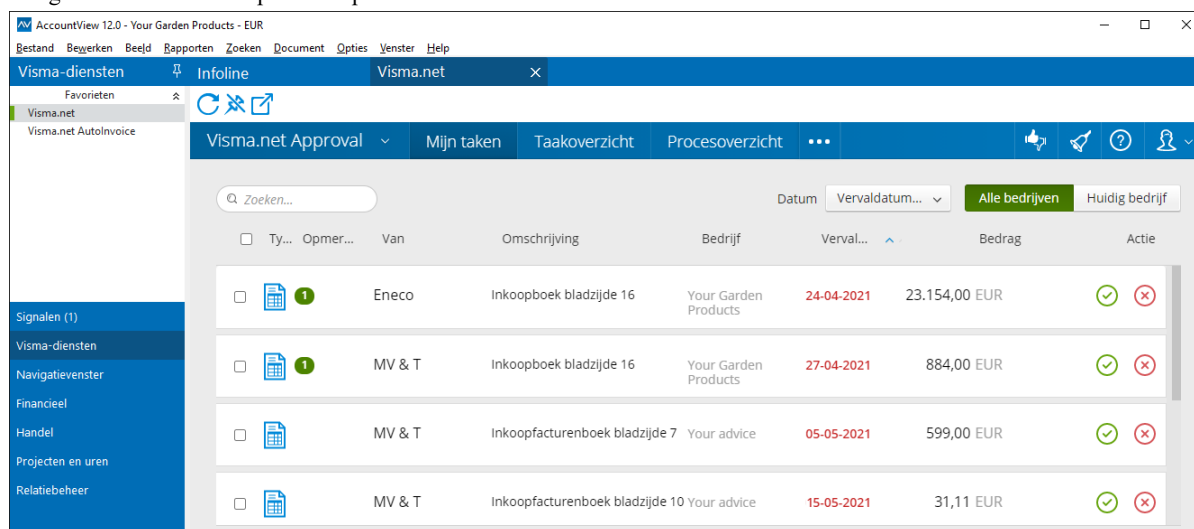 AccountView 12.0 - Your Garden Products - EUR
Bestand Bewerken Beeld Rapporten Zoeken Document Opties Venster Help
Visma-diensten Infoline Visma.net
Favorieten
Visma.net
Visma.net AutoInvoice
Visma.net Approval Mijn taken Taakoverzicht Procesoverzicht
Zoeken... Datum Vervaldatum... Alle bedrijven Huidig bedrijf
Ty... Opmer... Van Omschrijving Bedrijf Verval... Bedrag Actie
1 Eneco Inkoopboek bladzijde 16 Your Garden Products 24-04-2021 23.154,00 EUR
1 MV & T Inkoopboek bladzijde 16 Your Garden Products 27-04-2021 884,00 EUR
MV & T Inkoopfacturenboek bladzijde 7 Your advice 05-05-2021 599,00 EUR
MV & T Inkoopfacturenboek bladzijde 10 Your advice 15-05-2021 31,11 EUR
Signalen (1)
Visma-diensten
Navigatievenster
Financieel
Handel
Projecten en uren
Relatiebeheer